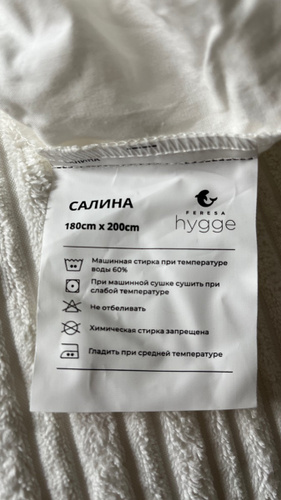 САЛИНА
САЛИНА
180cm x 200cm
PERESA
hygge
Машинная стирка при температуре
воды 60%
При машинной сушке сушить при
слабой температуре
Не отбеливать
Химическая стирка запрещена
Гладить при средней температуре